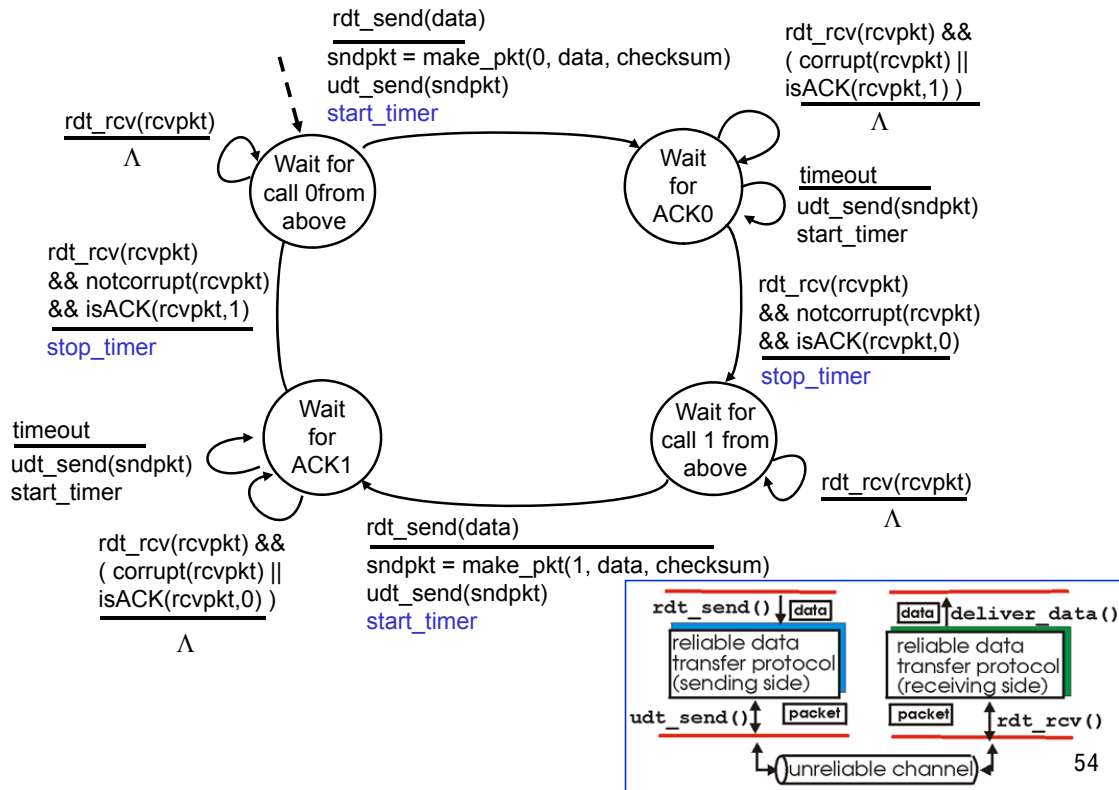 rdt_send(data)
sndpkt = make_pkt(0, data, checksum)
udt_send(sndpkt)
start_timer
rdt_rcv(rcvpkt) &&
( corrupt(rcvpkt) ||
isACK(rcvpkt,1) )
Λ
rdt_rcv(rcvpkt)
Λ
Wait for
call 0from
above
Wait
for
ACK0
timeout
udt_send(sndpkt)
start_timer
rdt_rcv(rcvpkt)
&& notcorrupt(rcvpkt)
&& isACK(rcvpkt,1)
stop_timer
rdt_rcv(rcvpkt)
&& notcorrupt(rcvpkt)
&& isACK(rcvpkt,0)
stop_timer
Wait
for
ACK1
Wait for
call 1 from
above
timeout
udt_send(sndpkt)
start_timer
rdt_rcv(rcvpkt)
Λ
rdt_rcv(rcvpkt) &&
( corrupt(rcvpkt) ||
isACK(rcvpkt,0) )
Λ
rdt_send(data)
sndpkt = make_pkt(1, data, checksum)
udt_send(sndpkt)
start_timer
rdt_send()
data
data
deliver_data()
reliable data
transfer protocol
(sending side)
reliable data
transfer protocol
(receiving side)
udt_send()
packet
packet
rdt_rcv()
unreliable channel
54